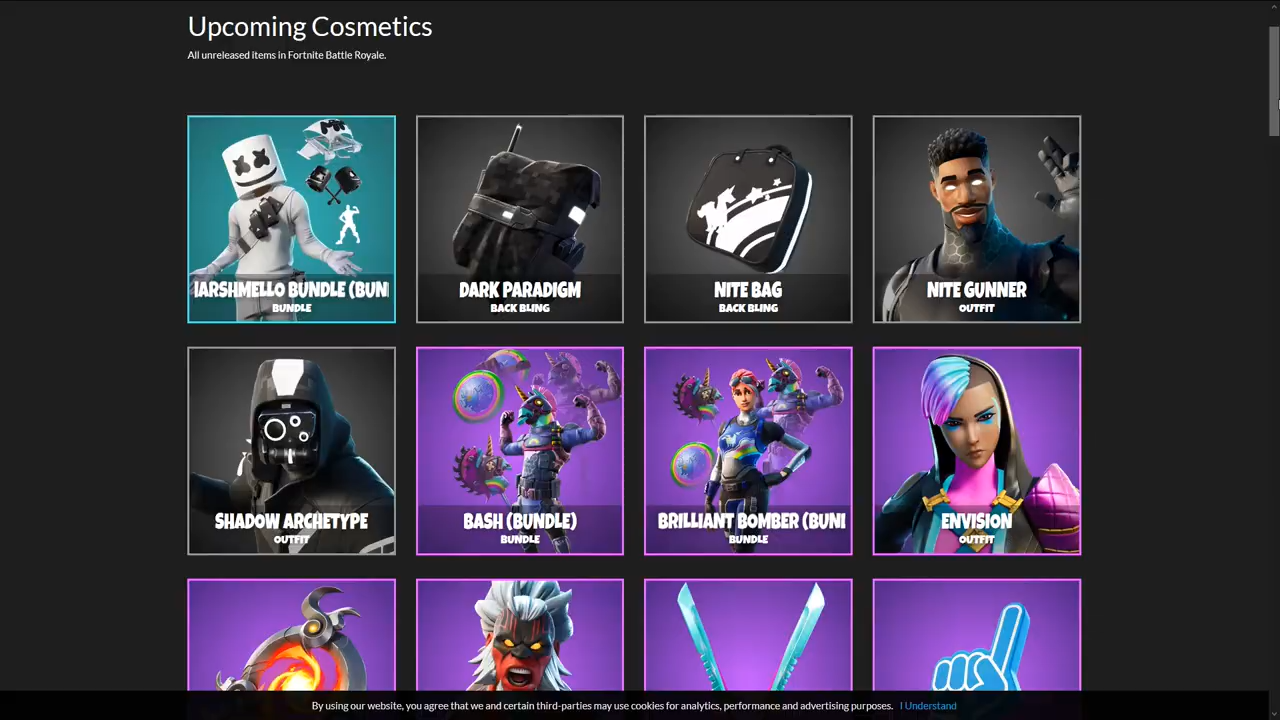 Upcoming Cosmetics
All unreleased items in Fortnite Battle Royale.
MARSHMELLO BUNDLE (BUN
BUNDLE
DARK PARADIGM
BACK BLING
NITE BAG
BACK BLING
NITE GUNNER
OUTFIT
SHADOW ARCHETYPE
OUTFIT
BASH (BUNDLE)
BUNDLE
BRILLIANT BOMBER (BUN
BUNDLE
ENVISION
OUTFIT
By using our website, you agree that we and certain third-parties may use cookies for analytics, performance and advertising purposes. I Understand